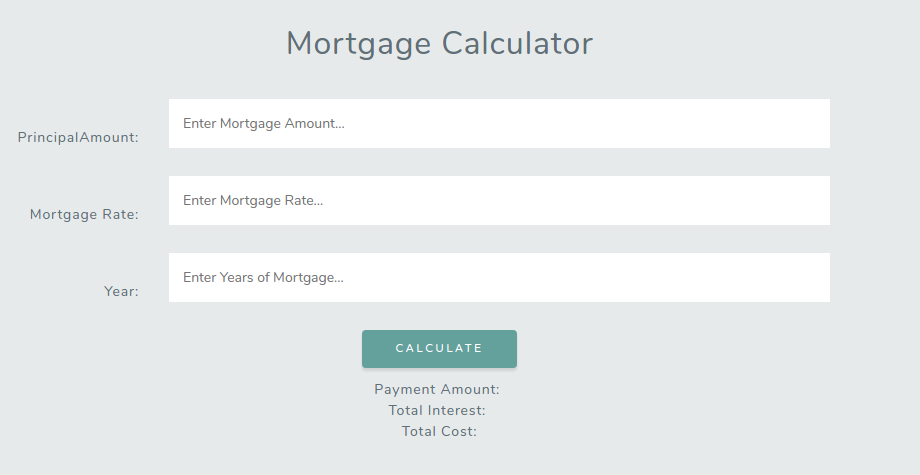 Mortgage Calculator
PrincipalAmount:
Enter Mortgage Amount...
Mortgage Rate:
Enter Mortgage Rate...
Year:
Enter Years of Mortgage...
CALCULATE
Payment Amount:
Total Interest:
Total Cost: